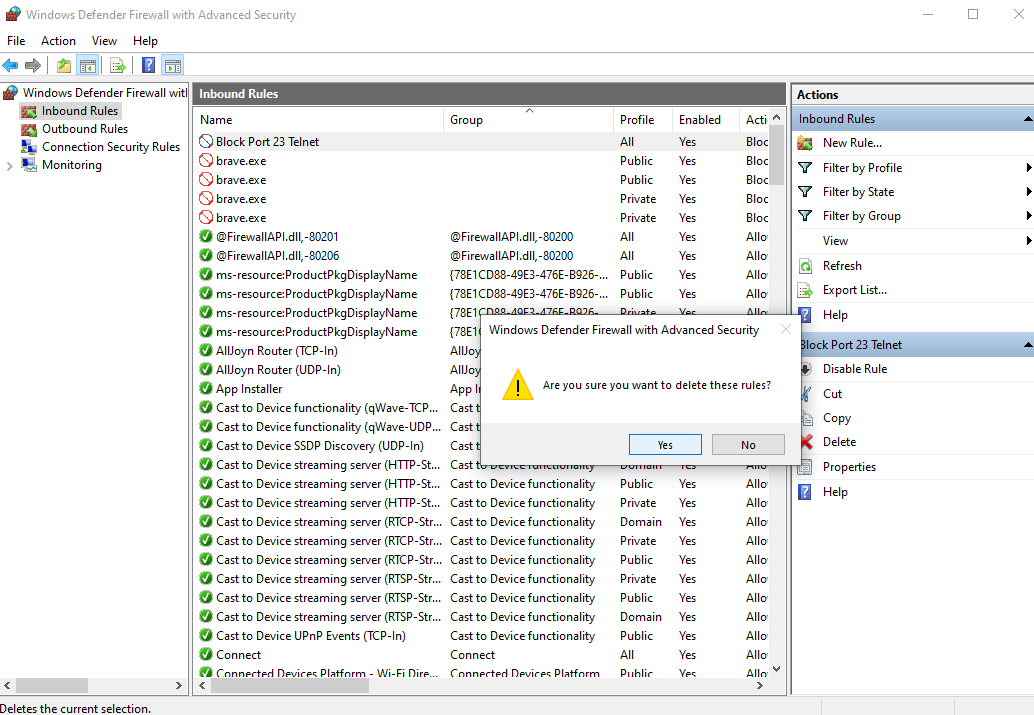 Windows Defender Firewall with Advanced Security
File Action View Help
Windows Defender Firewall witl
Inbound Rules
Outbound Rules
Connection Security Rules
Monitoring
Inbound Rules
Name Group Profile Enabled Acti
Block Port 23 Telnet All Yes Bloc
brave.exe Public Yes Bloc
brave.exe Public Yes Bloc
brave.exe Private Yes Bloc
brave.exe Private Yes Bloc
@FirewallAPI.dll,-80201 @FirewallAPI.dll,-80200 All Yes Allo
@FirewallAPI.dll,-80206 @FirewallAPI.dll,-80200 All Yes Allo
ms-resource:ProductPkgDisplayName {78E1CD88-49E3-476E-B926-... Public Yes Allo
ms-resource:ProductPkgDisplayName {78E1CD88-49E3-476E-B926-... Public Yes Allo
ms-resource:ProductPkgDisplayName {78E1CD88-49E3-476E-B926-... Private Yes Allo
ms-resource:ProductPkgDisplayName {78E1
AllJoyn Router (TCP-In) AllJoy
AllJoyn Router (UDP-In) AllJoy
App Installer App In
Cast to Device functionality (qWave-TCP... Cast t
Cast to Device functionality (qWave-UDP... Cast t
Cast to Device SSDP Discovery (UDP-In) Cast t
Cast to Device streaming server (HTTP-St... Cast to Device functionality Domain Yes Allo
Cast to Device streaming server (HTTP-St... Cast to Device functionality Public Yes Allo
Cast to Device streaming server (HTTP-St... Cast to Device functionality Private Yes Allo
Cast to Device streaming server (RTCP-Str... Cast to Device functionality Domain Yes Allo
Cast to Device streaming server (RTCP-Str... Cast to Device functionality Private Yes Allo
Cast to Device streaming server (RTCP-Str... Cast to Device functionality Public Yes Allo
Cast to Device streaming server (RTSP-Str... Cast to Device functionality Private Yes Allo
Cast to Device streaming server (RTSP-Str... Cast to Device functionality Public Yes Allo
Cast to Device streaming server (RTSP-Str... Cast to Device functionality Domain Yes Allo
Cast to Device UPnP Events (TCP-In) Cast to Device functionality Public Yes Allo
Connect Connect All Yes Allo
Connected Devices Platform - Wi-Fi Dire... Connected Devices Platform Public Yes Allo
Windows Defender Firewall with Advanced Security
Are you sure you want to delete these rules?
Yes No
Actions
Inbound Rules
New Rule...
Filter by Profile
Filter by State
Filter by Group
View
Refresh
Export List...
Help
Block Port 23 Telnet
Disable Rule
Cut
Copy
Delete
Properties
Help
Deletes the current selection.